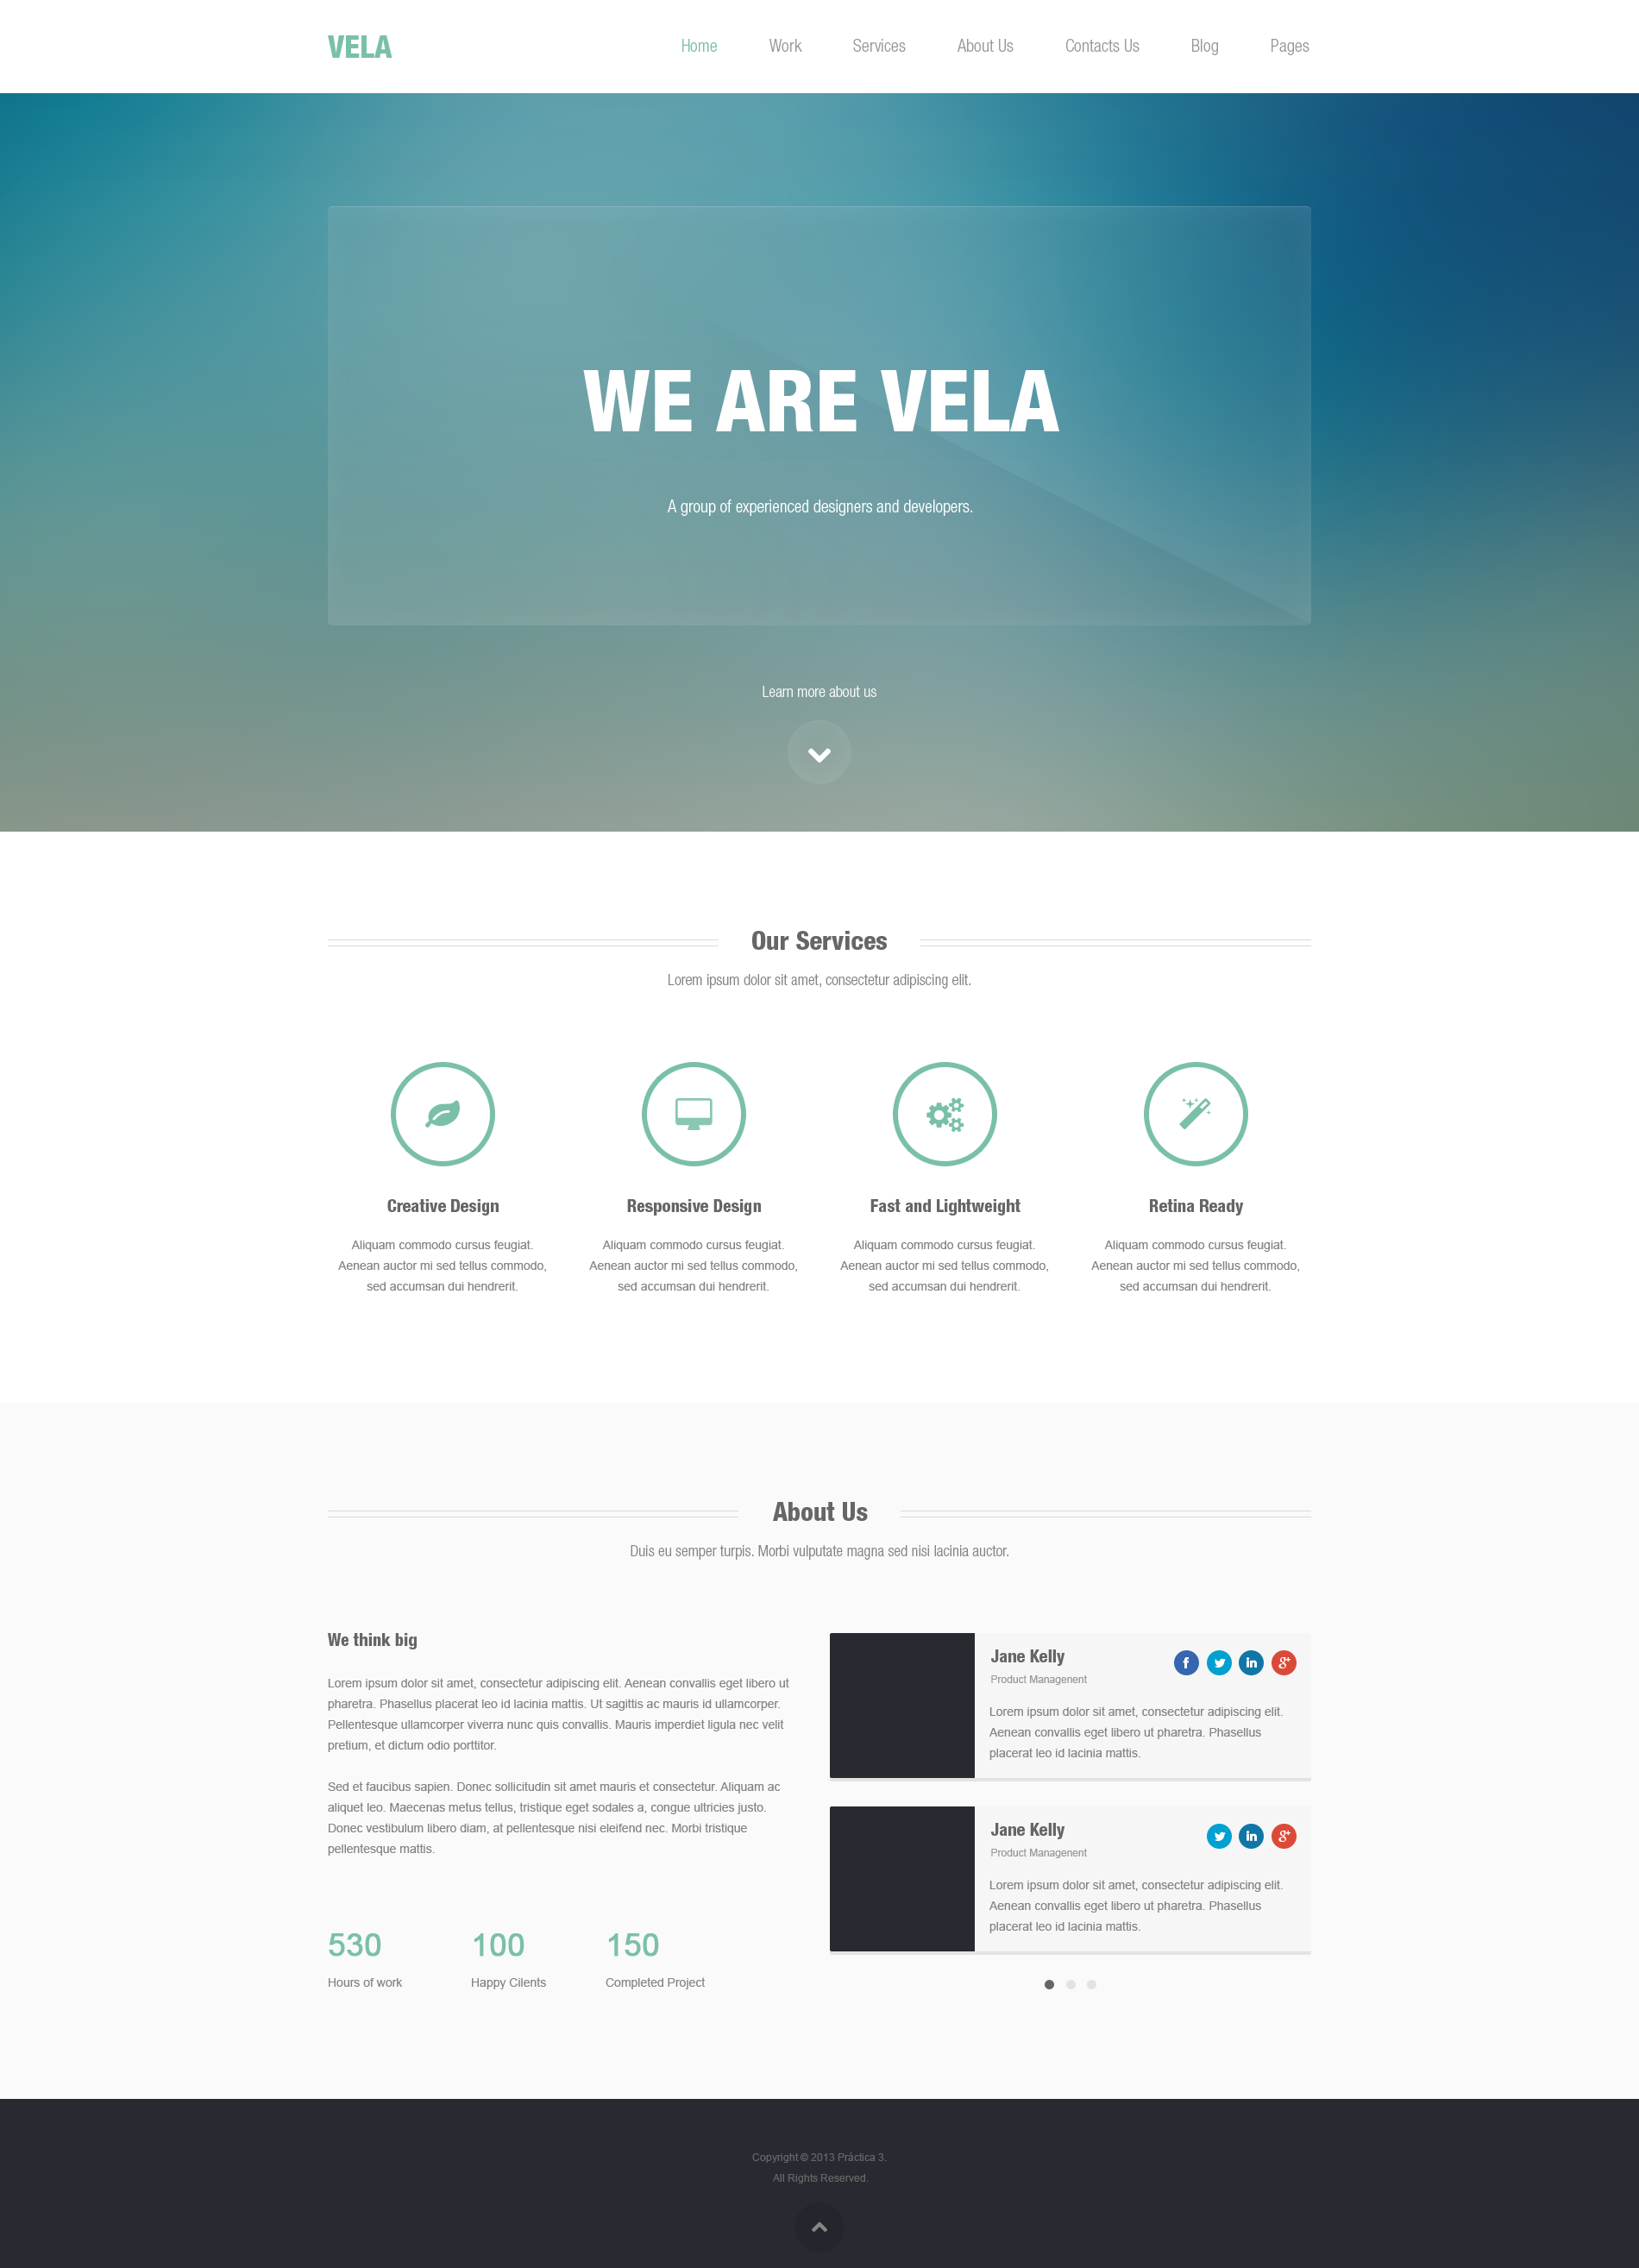 VELA
Home Work Services About Us Contacts Us Blog Pages
WE ARE VELA
A group of experienced designers and developers.
Learn more about us
Our Services
Lorem ipsum dolor sit amet, consectetur adipiscing elit.
Creative Design
Aliquam commodo cursus feugiat.
Aenean auctor mi sed tellus commodo,
sed accumsan dui hendrerit.
Responsive Design
Aliquam commodo cursus feugiat.
Aenean auctor mi sed tellus commodo,
sed accumsan dui hendrerit.
Fast and Lightweight
Aliquam commodo cursus feugiat.
Aenean auctor mi sed tellus commodo,
sed accumsan dui hendrerit.
Retina Ready
Aliquam commodo cursus feugiat.
Aenean auctor mi sed tellus commodo,
sed accumsan dui hendrerit.
About Us
Duis eu semper turpis. Morbi vulputate magna sed nisi lacinia auctor.
We think big
Lorem ipsum dolor sit amet, consectetur adipiscing elit. Aenean convallis eget libero ut
pharetra. Phasellus placerat leo id lacinia mattis. Ut sagittis ac mauris id ullamcorper.
Pellentesque ullamcorper viverra nunc quis convallis. Mauris imperdiet ligula nec velit
pretium, et dictum odio porttitor.
Sed et faucibus sapien. Donec sollicitudin sit amet mauris et consectetur. Aliquam ac
aliquet leo. Maecenas metus tellus, tristique eget sodales a, congue ultricies justo.
Donec vestibulum libero diam, at pellentesque nisi eleifend nec. Morbi tristique
pellentesque mattis.
530
Hours of work
100
Happy Cilents
150
Completed Project
Jane Kelly
Product Managenent
Lorem ipsum dolor sit amet, consectetur adipiscing elit.
Aenean convallis eget libero ut pharetra. Phasellus
placerat leo id lacinia mattis.
Jane Kelly
Product Managenent
Lorem ipsum dolor sit amet, consectetur adipiscing elit.
Aenean convallis eget libero ut pharetra. Phasellus
placerat leo id lacinia mattis.
Copyright © 2013 Práctica 3.
All Rights Reserved.